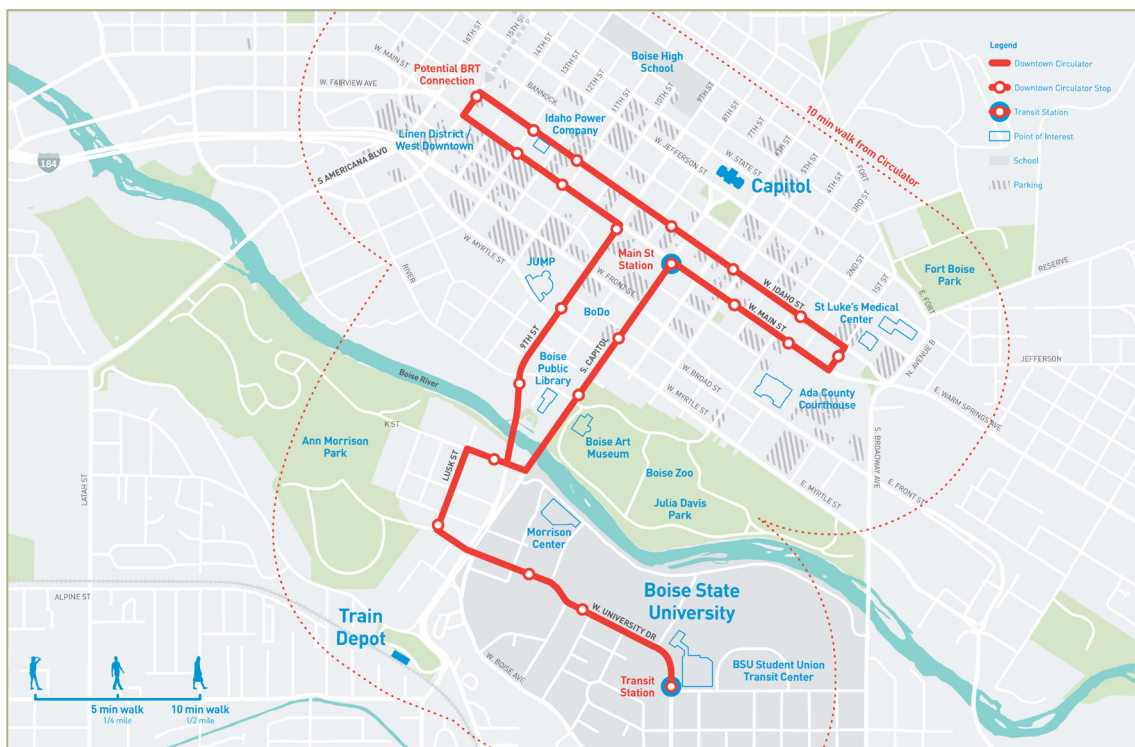 16TH ST
15TH ST
14TH ST
13TH ST
12TH ST
11TH ST
10TH ST
9TH ST
8TH ST
7TH ST
6TH ST
5TH ST
4TH ST
3RD ST
2ND ST
1ST ST
FORT
W. MAIN ST
W. FAIRVIEW AVE
BANNOCK
W. JEFFERSON ST
W. STATE ST
Boise High
School
Potential BRT
Connection
Idaho Power
Company
Linen District /
West Downtown
184
S AMERICANA BLVD
Capitol
10 min walk from Circulator
Legend
Downtown Circulator
Downtown Circulator Stop
Transit Station
Point of Interest
School
Parking
RIVER
W. MYRTLE ST
JUMP
W. FRONT ST
Main St
Station
W. IDAHO ST
W. MAIN ST
St Luke's Medical
Center
Fort Boise
Park
RESERVE
E. FORT
N. AVENUE B
JEFFERSON
E. WARM SPRINGS AVE
BoDo
9TH ST
S. CAPITOL
Boise
Public
Library
W. BROAD ST
W. MYRTLE ST
Ada County
Courthouse
S. BROADWAY AVE
E. FRONT ST
E. MYRTLE ST
Boise River
K ST
Ann Morrison
Park
LATAH ST
LUSK ST
Boise Art
Museum
Boise Zoo
Julia Davis
Park
Morrison
Center
Boise State
University
W. UNIVERSITY DR
ALPINE ST
Train
Depot
W. BOISE AVE
Transit
Station
BSU Student Union
Transit Center
5 min walk
1/4 mile
10 min walk
1/2 mile